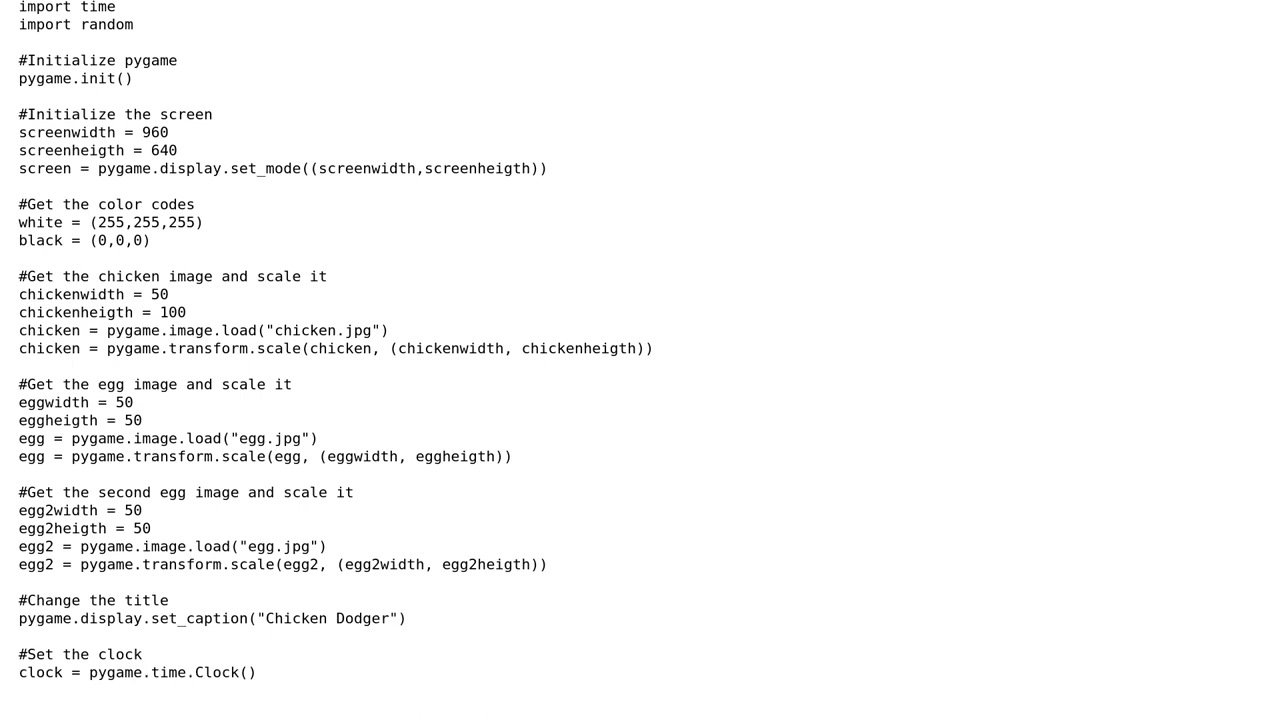 import time
import random
#Initialize pygame
pygame.init()
#Initialize the screen
screenwidth = 960
screenheigth = 640
screen = pygame.display.set_mode((screenwidth,screenheigth))
#Get the color codes
white = (255,255,255)
black = (0,0,0)
#Get the chicken image and scale it
chickenwidth = 50
chickenheigth = 100
chicken = pygame.image.load("chicken.jpg")
chicken = pygame.transform.scale(chicken, (chickenwidth, chickenheigth))
#Get the egg image and scale it
eggwidth = 50
eggheigth = 50
egg = pygame.image.load("egg.jpg")
egg = pygame.transform.scale(egg, (eggwidth, eggheigth))
#Get the second egg image and scale it
egg2width = 50
egg2heigth = 50
egg2 = pygame.image.load("egg.jpg")
egg2 = pygame.transform.scale(egg2, (egg2width, egg2heigth))
#Change the title
pygame.display.set_caption("Chicken Dodger")
#Set the clock
clock = pygame.time.Clock()